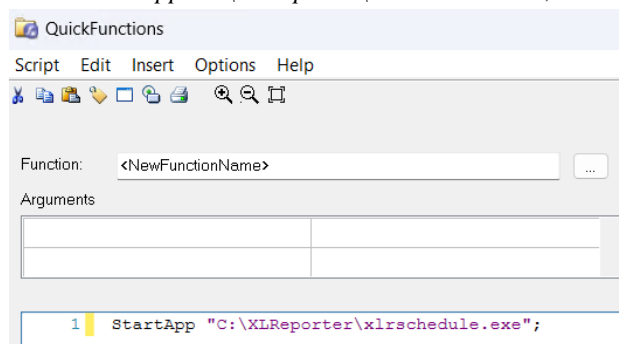 QuickFunctions
Script Edit Insert Options Help
Function: <NewFunctionName> ...
Arguments
1 StartApp "C:\XLReporter\xlrschedule.exe";